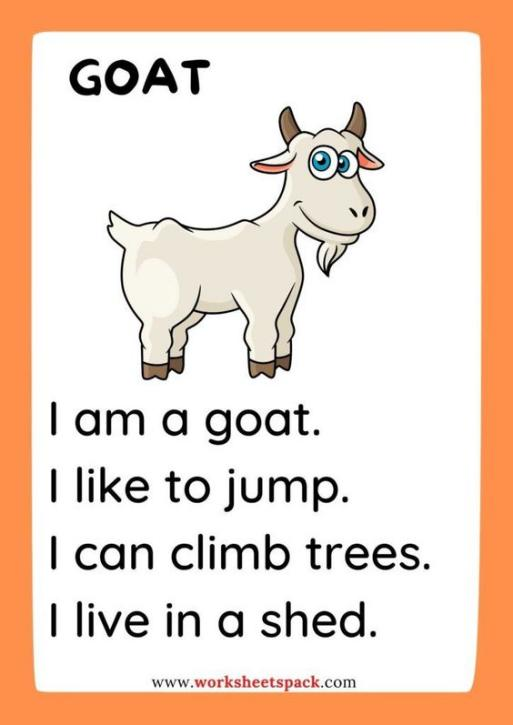 GOAT
I am a goat.
I like to jump.
I can climb trees.
I live in a shed.
www.worksheetspack.com